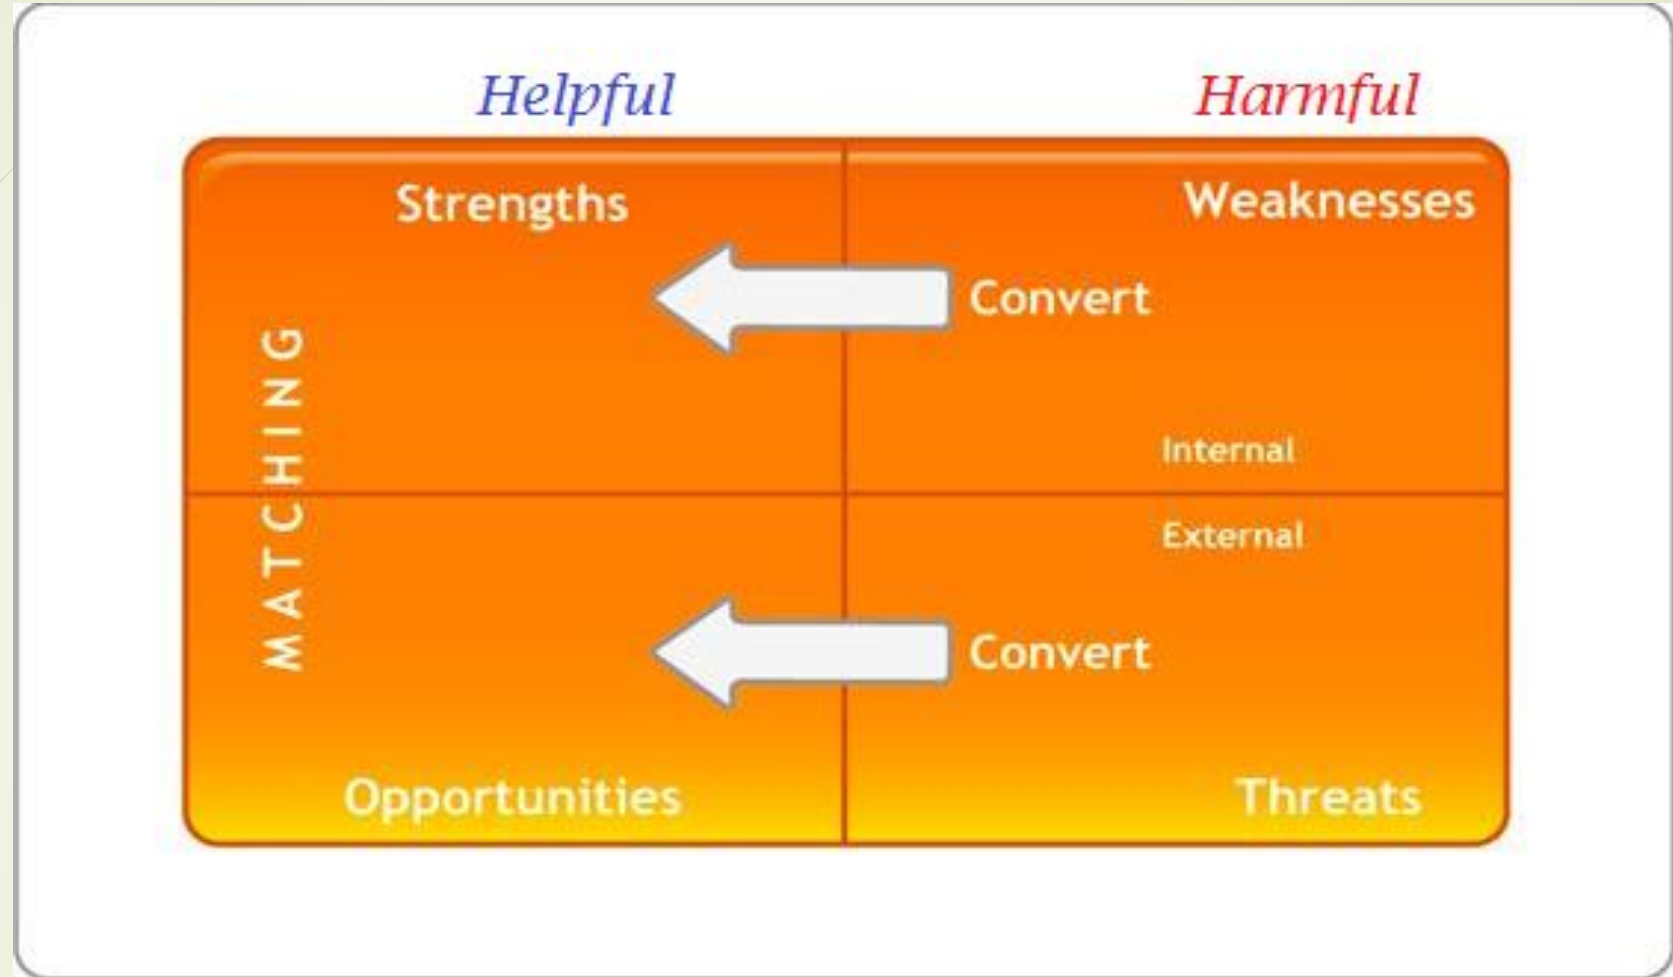 Helpful
Harmful
Strengths
Weaknesses
Convert
MATCHING
Internal
External
Convert
Opportunities
Threats